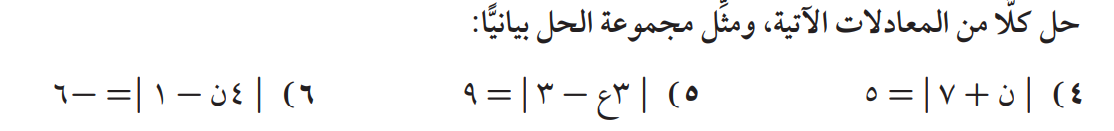 حل كلًّا من المعادلات الآتية، ومثِّل مجموعة الحل بيانيًّا:
٤) | ن + ٧ | = ٥ ٥) | ٣ع – ٣ | = ٩ ٦) | ٤ن – ١ | = –٦